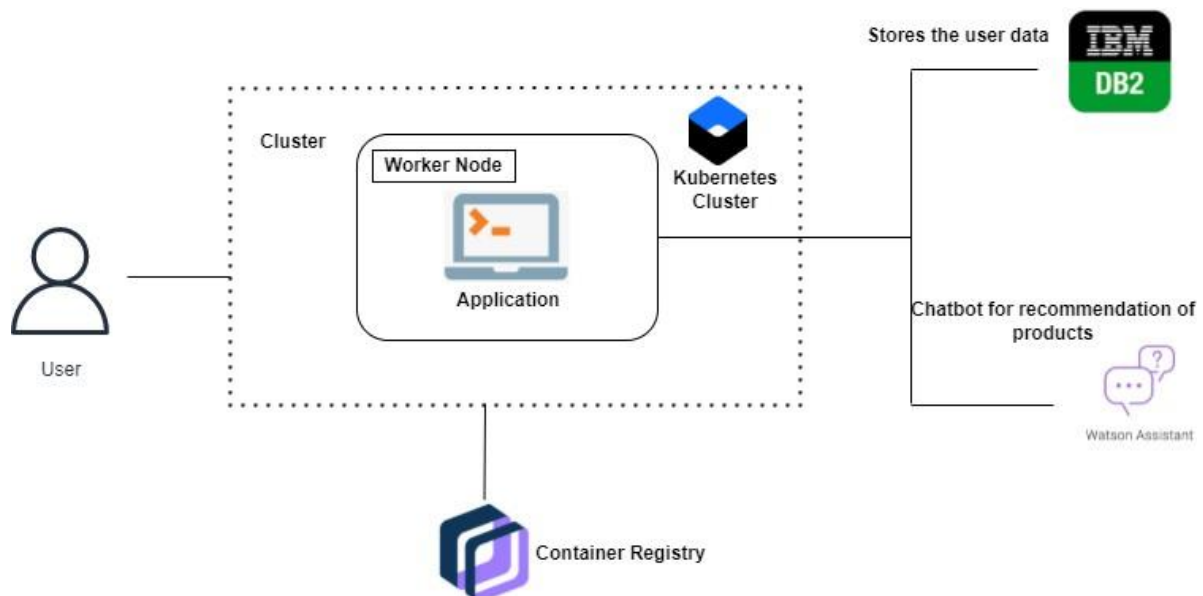 Stores the user data
IBM
DB2
Cluster
Worker Node
Kubernetes
Cluster
Application
User
Chatbot for recommendation of
products
?
Watson Assistant
Container Registry